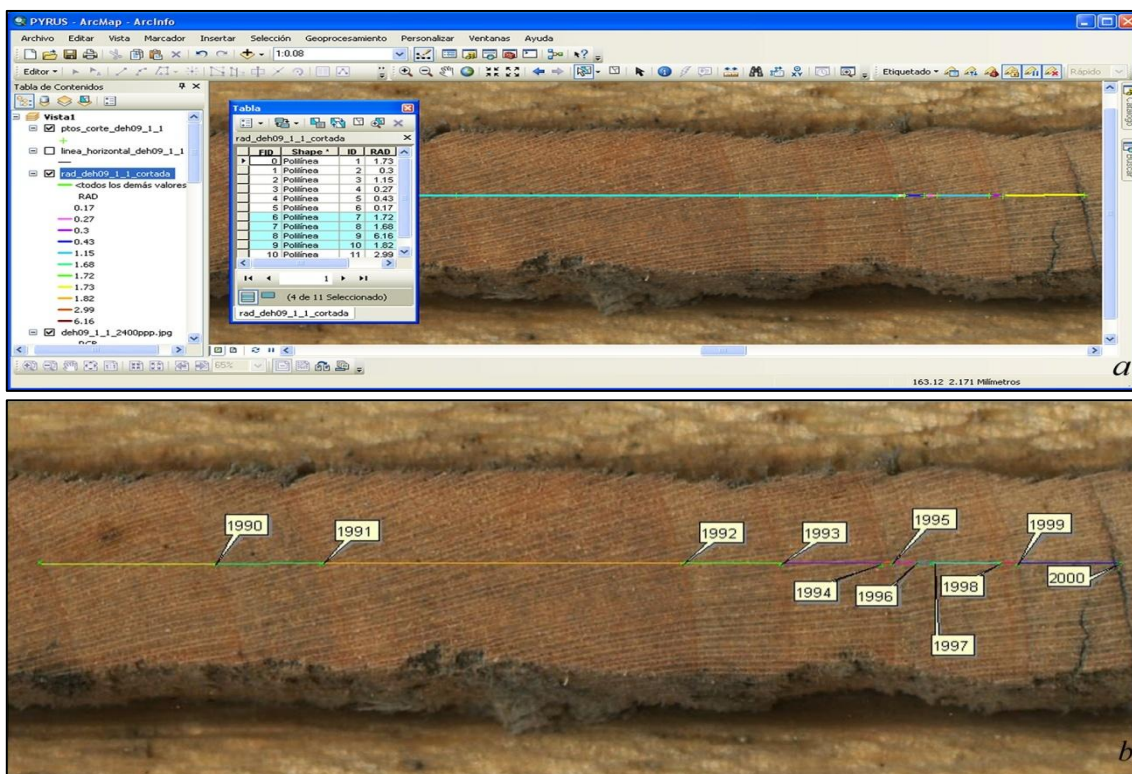 PYRUS - ArcMap - ArcInfo
Archivo Editar Vista Marcador Insertar Selección Geoprocesamiento Personalizar Ventanas Ayuda
1:0.08
Editor Etiquetado Rápido
Tabla de Contenidos
Vista1
ptos_corte_deh09_1_1
linea_horizontal_deh09_1_1
rad_deh09_1_1_cortada
<todos los demás valores
RAD
0.17
0.27
0.3
0.43
1.15
1.68
1.72
1.73
1.82
2.99
6.16
deh09_1_1_2400ppp.jpg
Tabla
rad_deh09_1_1_cortada
FID Shape * ID RAD
0 Polilínea 1 1.73
1 Polilínea 2 0.3
2 Polilínea 3 1.15
3 Polilínea 4 0.27
4 Polilínea 5 0.43
5 Polilínea 6 0.17
6 Polilínea 7 1.72
7 Polilínea 8 1.68
8 Polilínea 9 6.16
9 Polilínea 10 1.82
10 Polilínea 11 2.99
1
(4 de 11 Seleccionado)
rad_deh09_1_1_cortada
Catálogo
Buscar
65%
163.12 2.171 Milímetros
a
1990
1991
1992
1993
1994
1995
1996
1997
1998
1999
2000
b